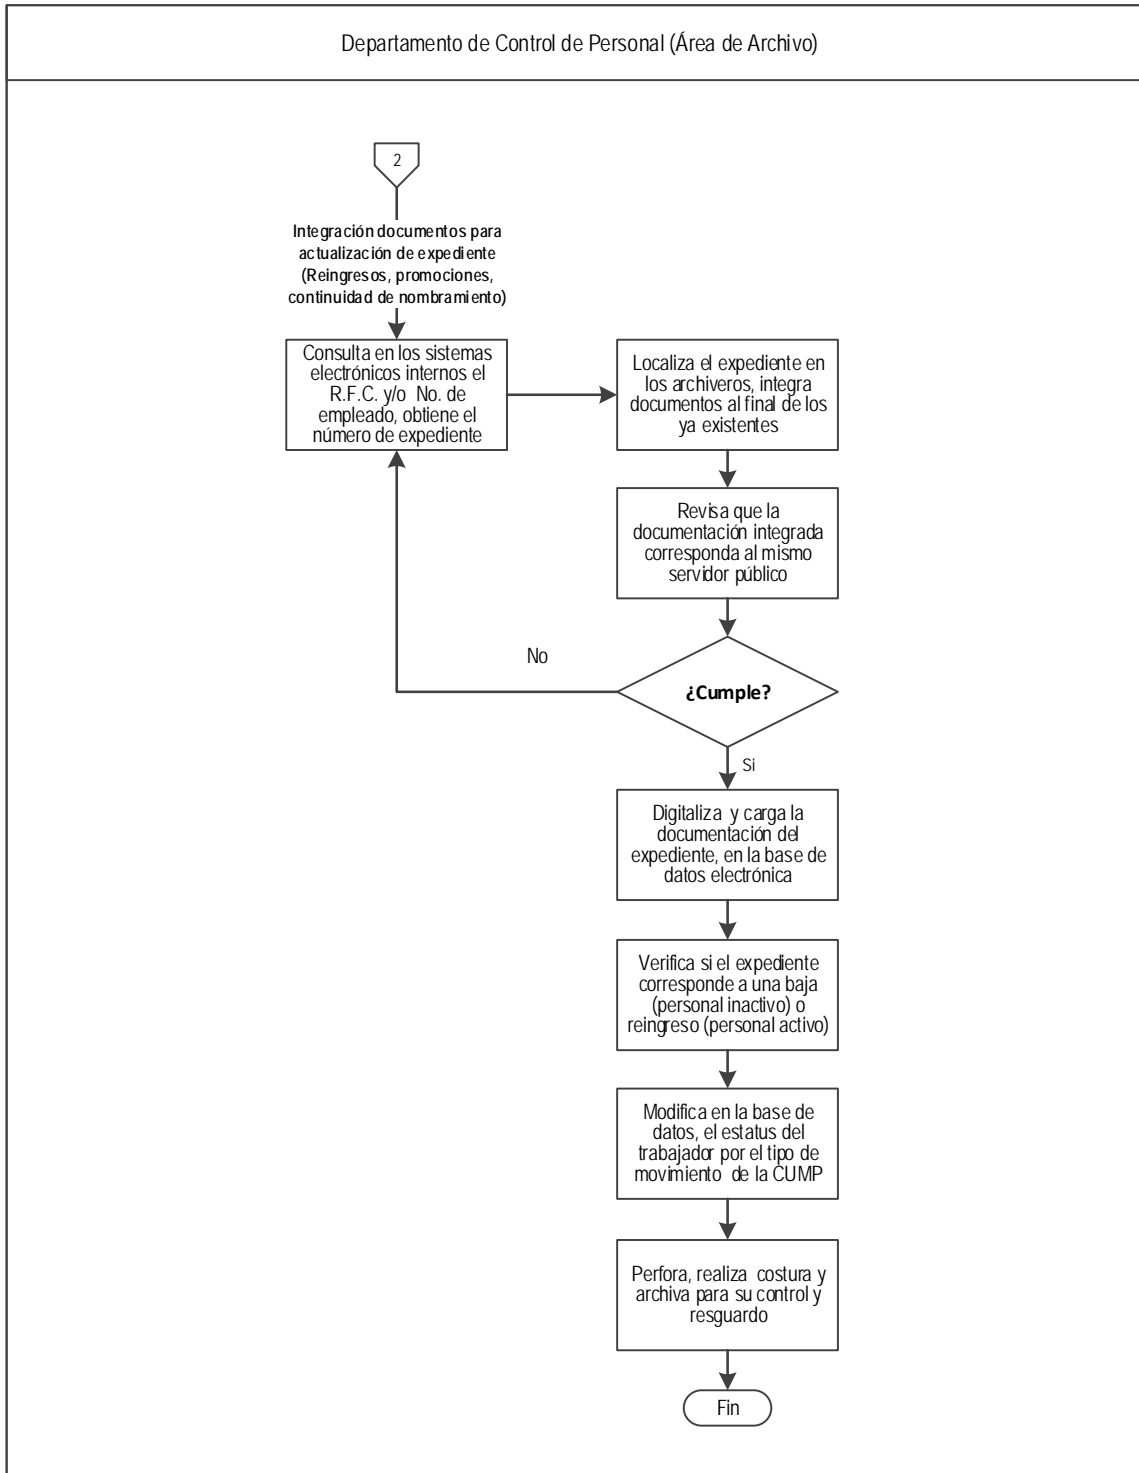 Departamento de Control de Personal (Área de Archivo)
2
Integración documentos para
actualización de expediente
(Reingresos, promociones,
continuidad de nombramiento)
Consulta en los sistemas
electrónicos internos el
R.F.C. y/o No. de
empleado, obtiene el
número de expediente
Localiza el expediente en
los archiveros, integra
documentos al final de los
ya existentes
Revisa que la
documentación integrada
corresponda al mismo
servidor público
No
¿Cumple?
Si
Digitaliza y carga la
documentación del
expediente, en la base de
datos electrónica
Verifica si el expediente
corresponde a una baja
(personal inactivo) o
reingreso (personal activo)
Modifica en la base de
datos, el estatus del
trabajador por el tipo de
movimiento de la CUMP
Perfora, realiza costura y
archiva para su control y
resguardo
Fin